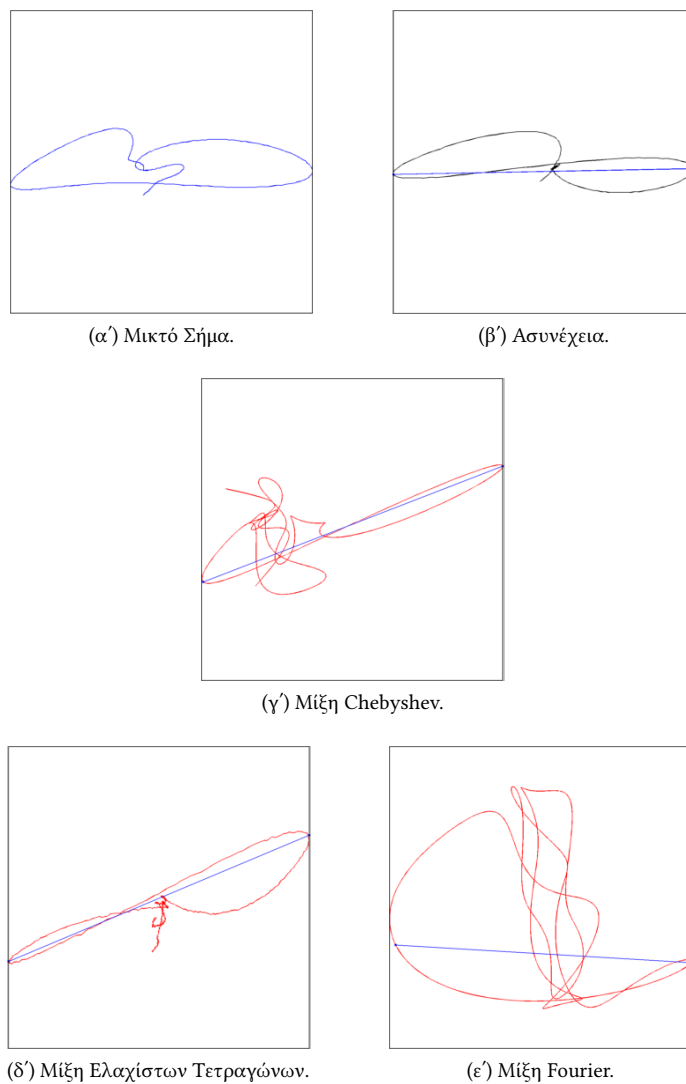 (α′) Μικτό Σήμα.
(β′) Ασυνέχεια.
(γ′) Μίξη Chebyshev.
(δ′) Μίξη Ελαχίστων Τετραγώνων.
(ε′) Μίξη Fourier.